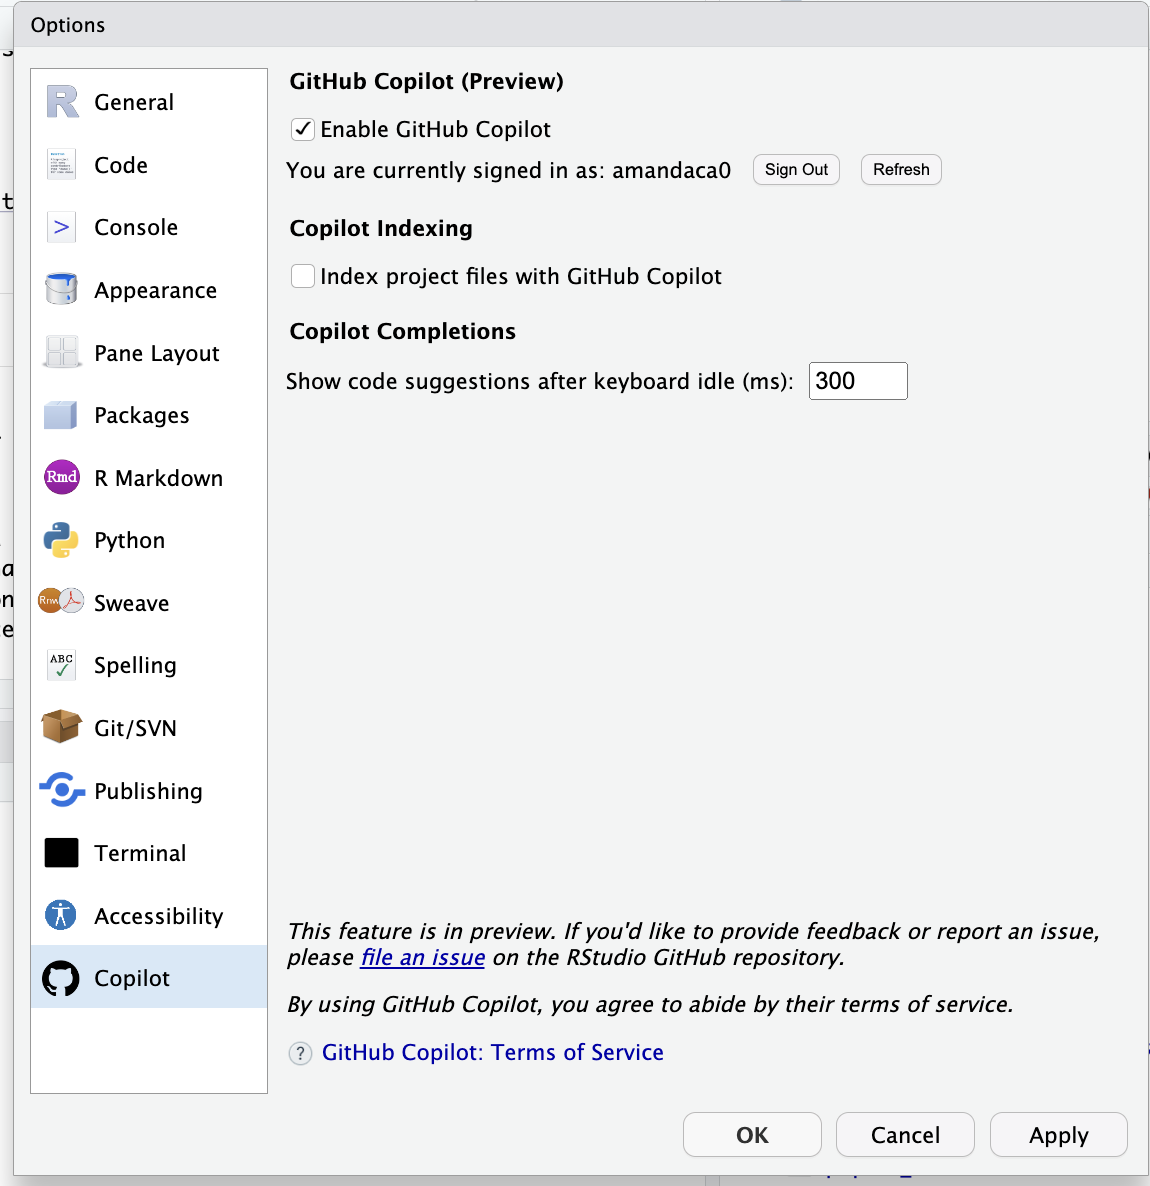 Options
General
Code
Console
Appearance
Pane Layout
Packages
Rmd
R Markdown
Python
Rrw
Sweave
ABC
Spelling
Git/SVN
Publishing
Terminal
Accessibility
Copilot
GitHub Copilot (Preview)
Enable GitHub Copilot
You are currently signed in as: amandaca0 Sign Out Refresh
Copilot Indexing
Index project files with GitHub Copilot
Copilot Completions
Show code suggestions after keyboard idle (ms): 300
This feature is in preview. If you'd like to provide feedback or report an issue,
please file an issue on the RStudio GitHub repository.
By using GitHub Copilot, you agree to abide by their terms of service.
? GitHub Copilot: Terms of Service
OK Cancel Apply